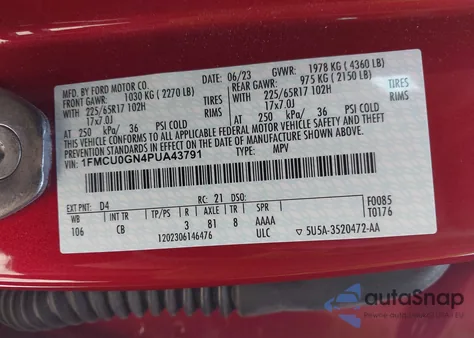 MFD. BY FORD MOTOR CO. 06/23 GVWR: 1978 KG ( 4360 LB)
FRONT GAWR: 1030 KG ( 2270 LB) REAR GAWR: 975 KG ( 2150 LB)
225/65R17 102H TIRES 225/65R17 102H TIRES
17x7.0J RIMS 17x7.0J RIMS
AT 250 kPa/ 36 PSI COLD AT 250 kPa/ 36 PSI COLD
THIS VEHICLE CONFORMS TO ALL APPLICABLE FEDERAL MOTOR VEHICLE SAFETY AND THEFT
PREVENTION STANDARDS IN EFFECT ON THE DATE OF MANUFACTURE SHOWN ABOVE.
VIN: 1FMCU0GN4PUA43791 TYPE: MPV
EXT PNT: D4 RC: 21 DSO: F0085
WB INT TR TP/PS R AXLE TR SPR T0176
106 CB 3 81 8 AAAA
1202306146476 ULC ▽ 5U5A-3520472-AA
autoSnap